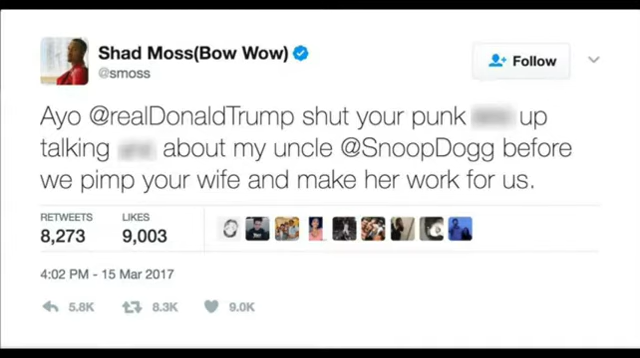 Shad Moss(Bow Wow)
Follow
@smoss
Ayo @realDonaldTrump shut your punk up
talking about my uncle @SnoopDogg before
we pimp your wife and make her work for us.
RETWEETS LIKES
8,273 9,003
4:02 PM - 15 Mar 2017
5.8K 8.3K 9.0K